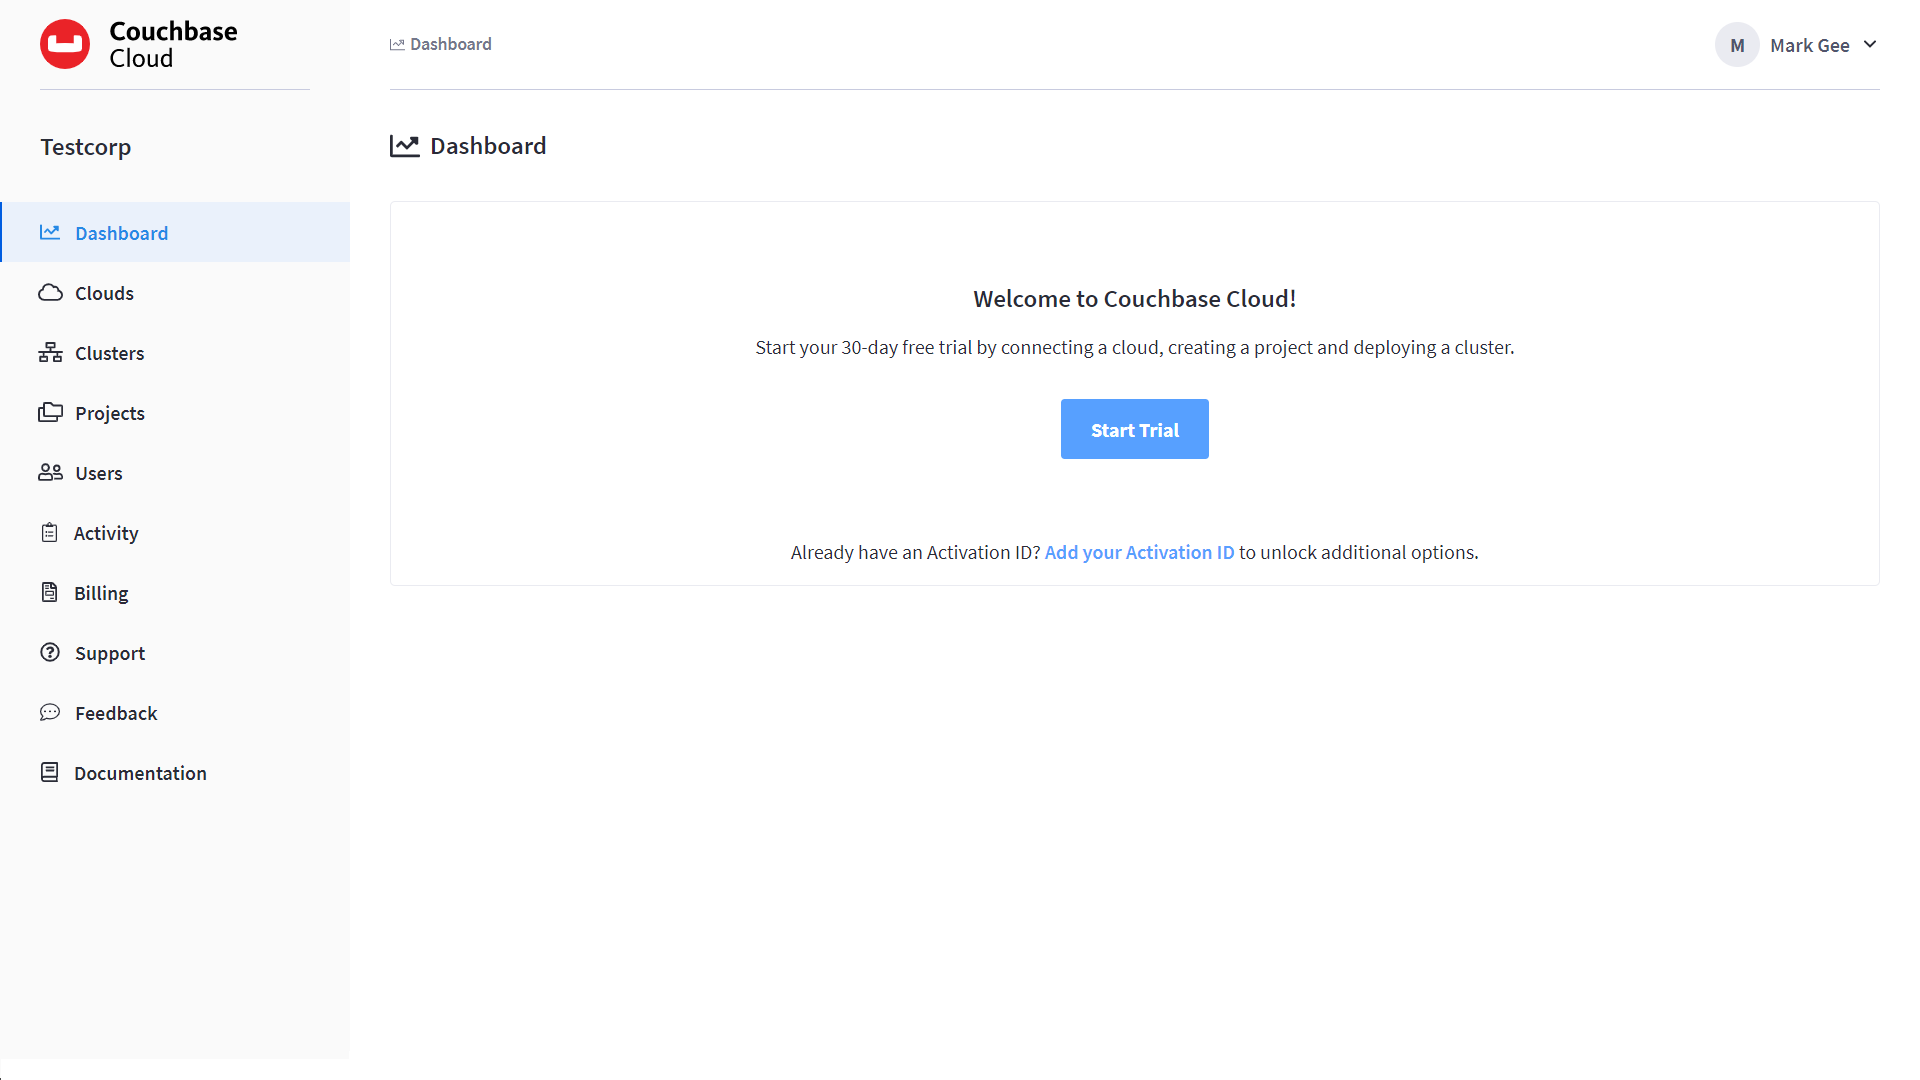 Couchbase
Cloud
Testcorp
Dashboard
Clouds
Clusters
Projects
Users
Activity
Billing
Support
Feedback
Documentation
Dashboard
M Mark Gee
Dashboard
Welcome to Couchbase Cloud!
Start your 30-day free trial by connecting a cloud, creating a project and deploying a cluster.
Start Trial
Already have an Activation ID? Add your Activation ID to unlock additional options.